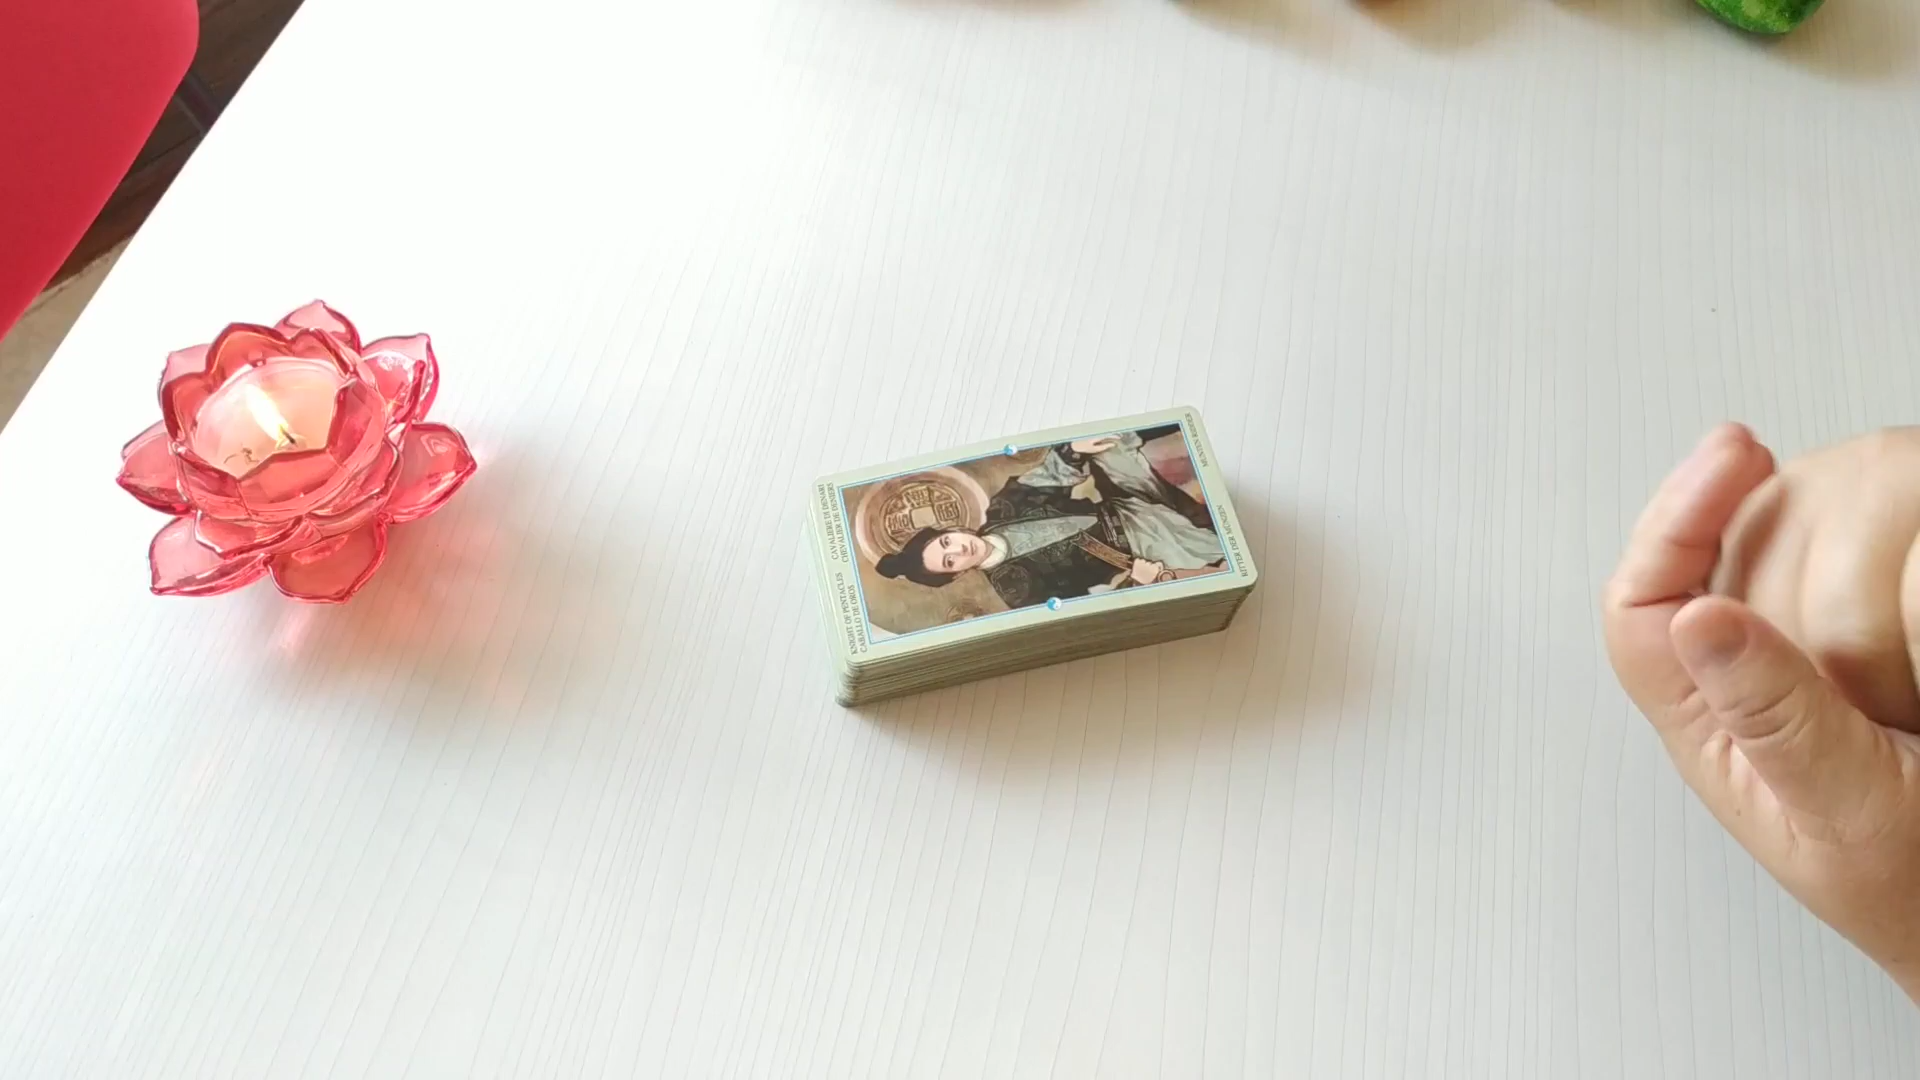 KNIGHT OF PENTACLES
CABALLO DE OROS
CAVALIERE DI DENARI
CHEVALIER DE DENIERS
RITTER DER MÜNZEN